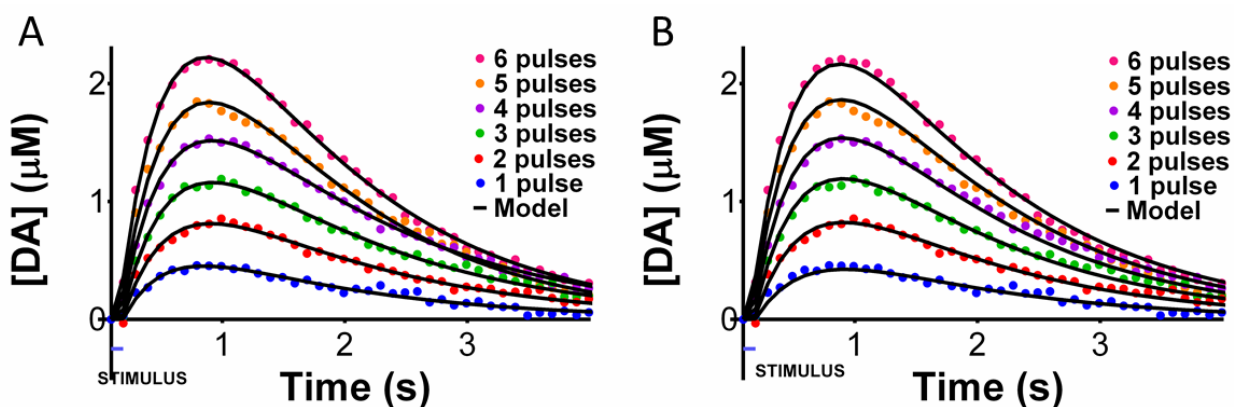 A
[DA] (μM)
2
1
0
6 pulses
5 pulses
4 pulses
3 pulses
2 pulses
1 pulse
Model
1 2 3
STIMULUS
Time (s)
B
[DA] (μM)
2
1
0
6 pulses
5 pulses
4 pulses
3 pulses
2 pulses
1 pulse
Model
1 2 3
STIMULUS
Time (s)